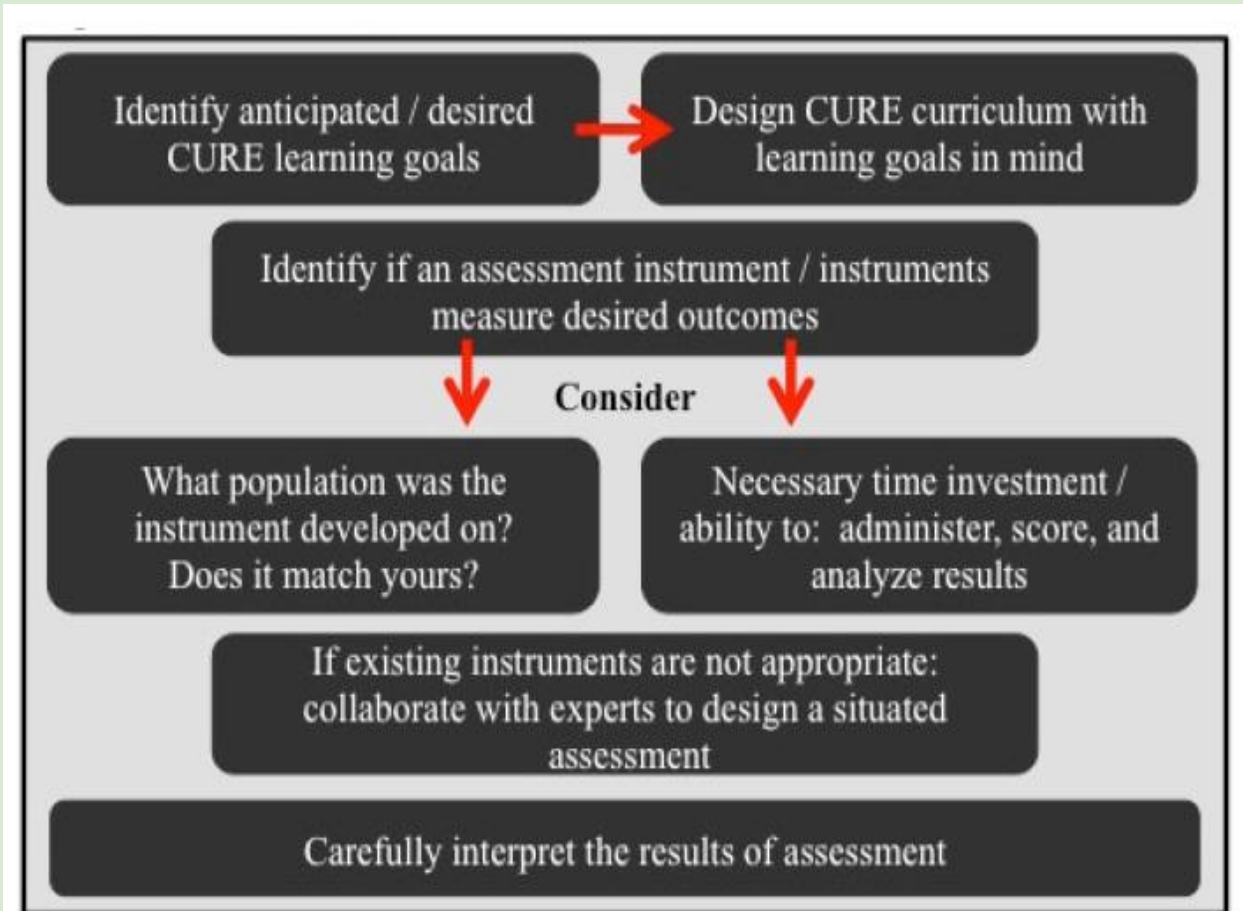 Identify anticipated / desired
CURE learning goals
Design CURE curriculum with
learning goals in mind
Identify if an assessment instrument / instruments
measure desired outcomes
Consider
What population was the
instrument developed on?
Does it match yours?
Necessary time investment /
ability to:  administer, score, and
analyze results
If existing instruments are not appropriate:
collaborate with experts to design a situated
assessment
Carefully interpret the results of assessment